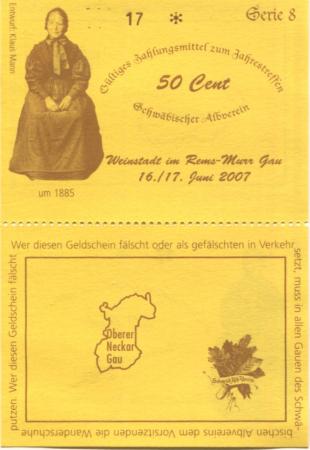 17 * Serie 8
Entwurf: Klaus Mann
Gültiges Zahlungsmittel zum Jahrestreffen
50 Cent
Schwäbischer Albverein
Weinstadt im Rems-Murr Gau
16./17. Juni 2007
um 1885
Wer diesen Geldschein fälscht oder als gefälschten in Verkehr
setzt, muss in allen Gauen des Schwä-
bischen Albvereins dem Vorsitzenden die Wanderschuhe
putzen. Wer diesen Geldschein fälscht
Oberer
Neckar
Gau